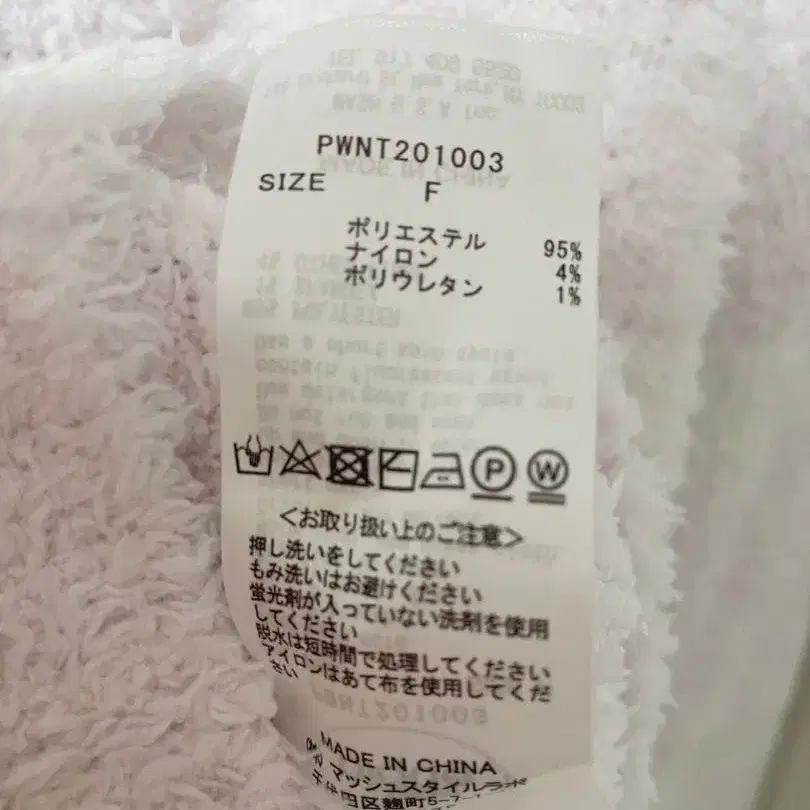 PWNT201003
SIZE F
ポリエステル 95%
ナイロン 4%
ポリウレタン 1%
P W
<お取り扱い上のご注意>
押し洗いをしてください
もみ洗いはお避けください
蛍光剤が入っていない洗剤を使用
してください
脱水は短時間で処理してください
アイロンはあて布を使用してくだ
さい
MADE IN CHINA
マッシュスタイルラボ
区麹町5-7-1